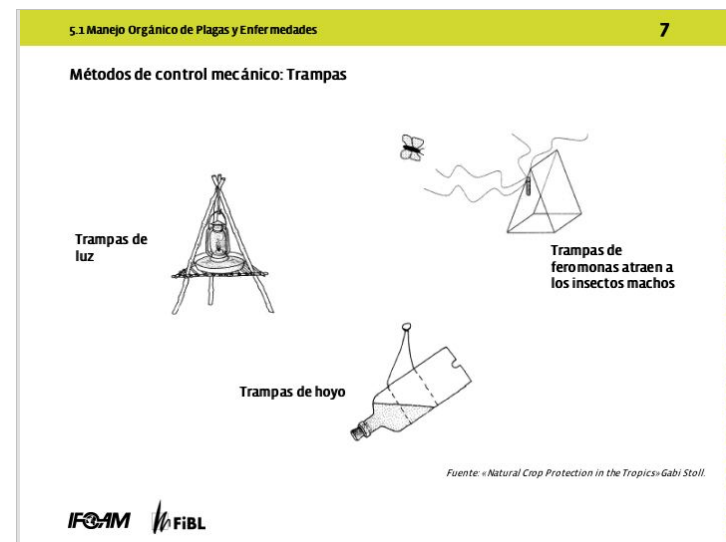 5.1 Manejo Orgánico de Plagas y Enfermedades
7
Métodos de control mecánico: Trampas
Trampas de
luz
Trampas de
feromonas atraen a
los insectos machos
Trampas de hoyo
Fuente: «Natural Crop Protection in the Tropics» Gabi Stoll.
IFOAM
FiBL